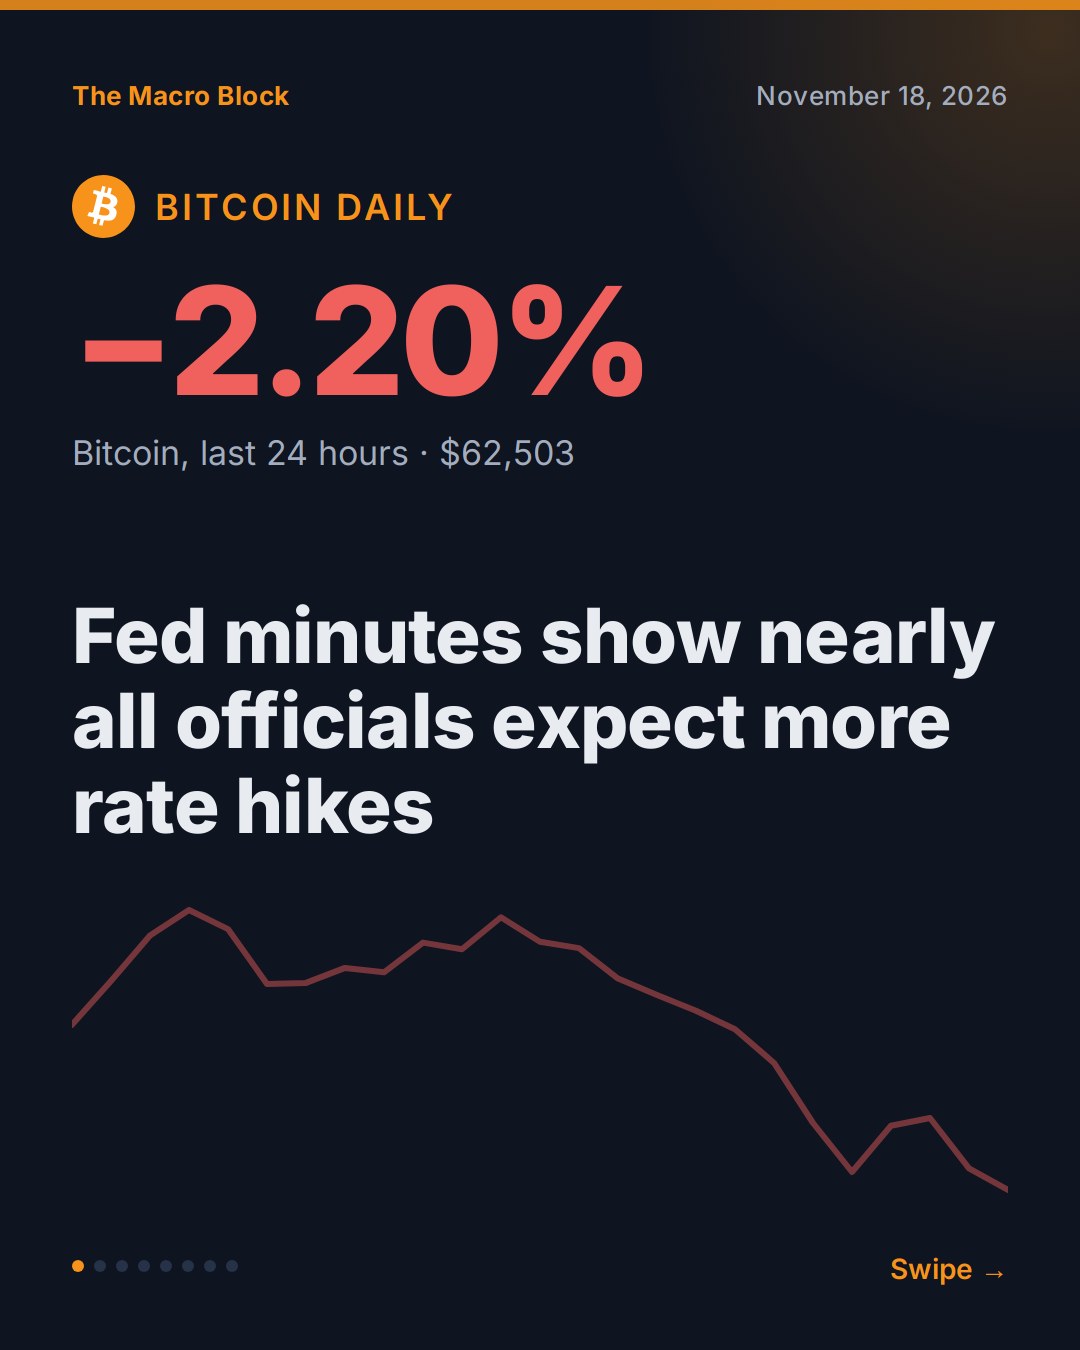 The Macro Block
November 18, 2026
BITCOIN DAILY
−2.20%
Bitcoin, last 24 hours · $62,503
Fed minutes show nearly
all officials expect more
rate hikes
Swipe →